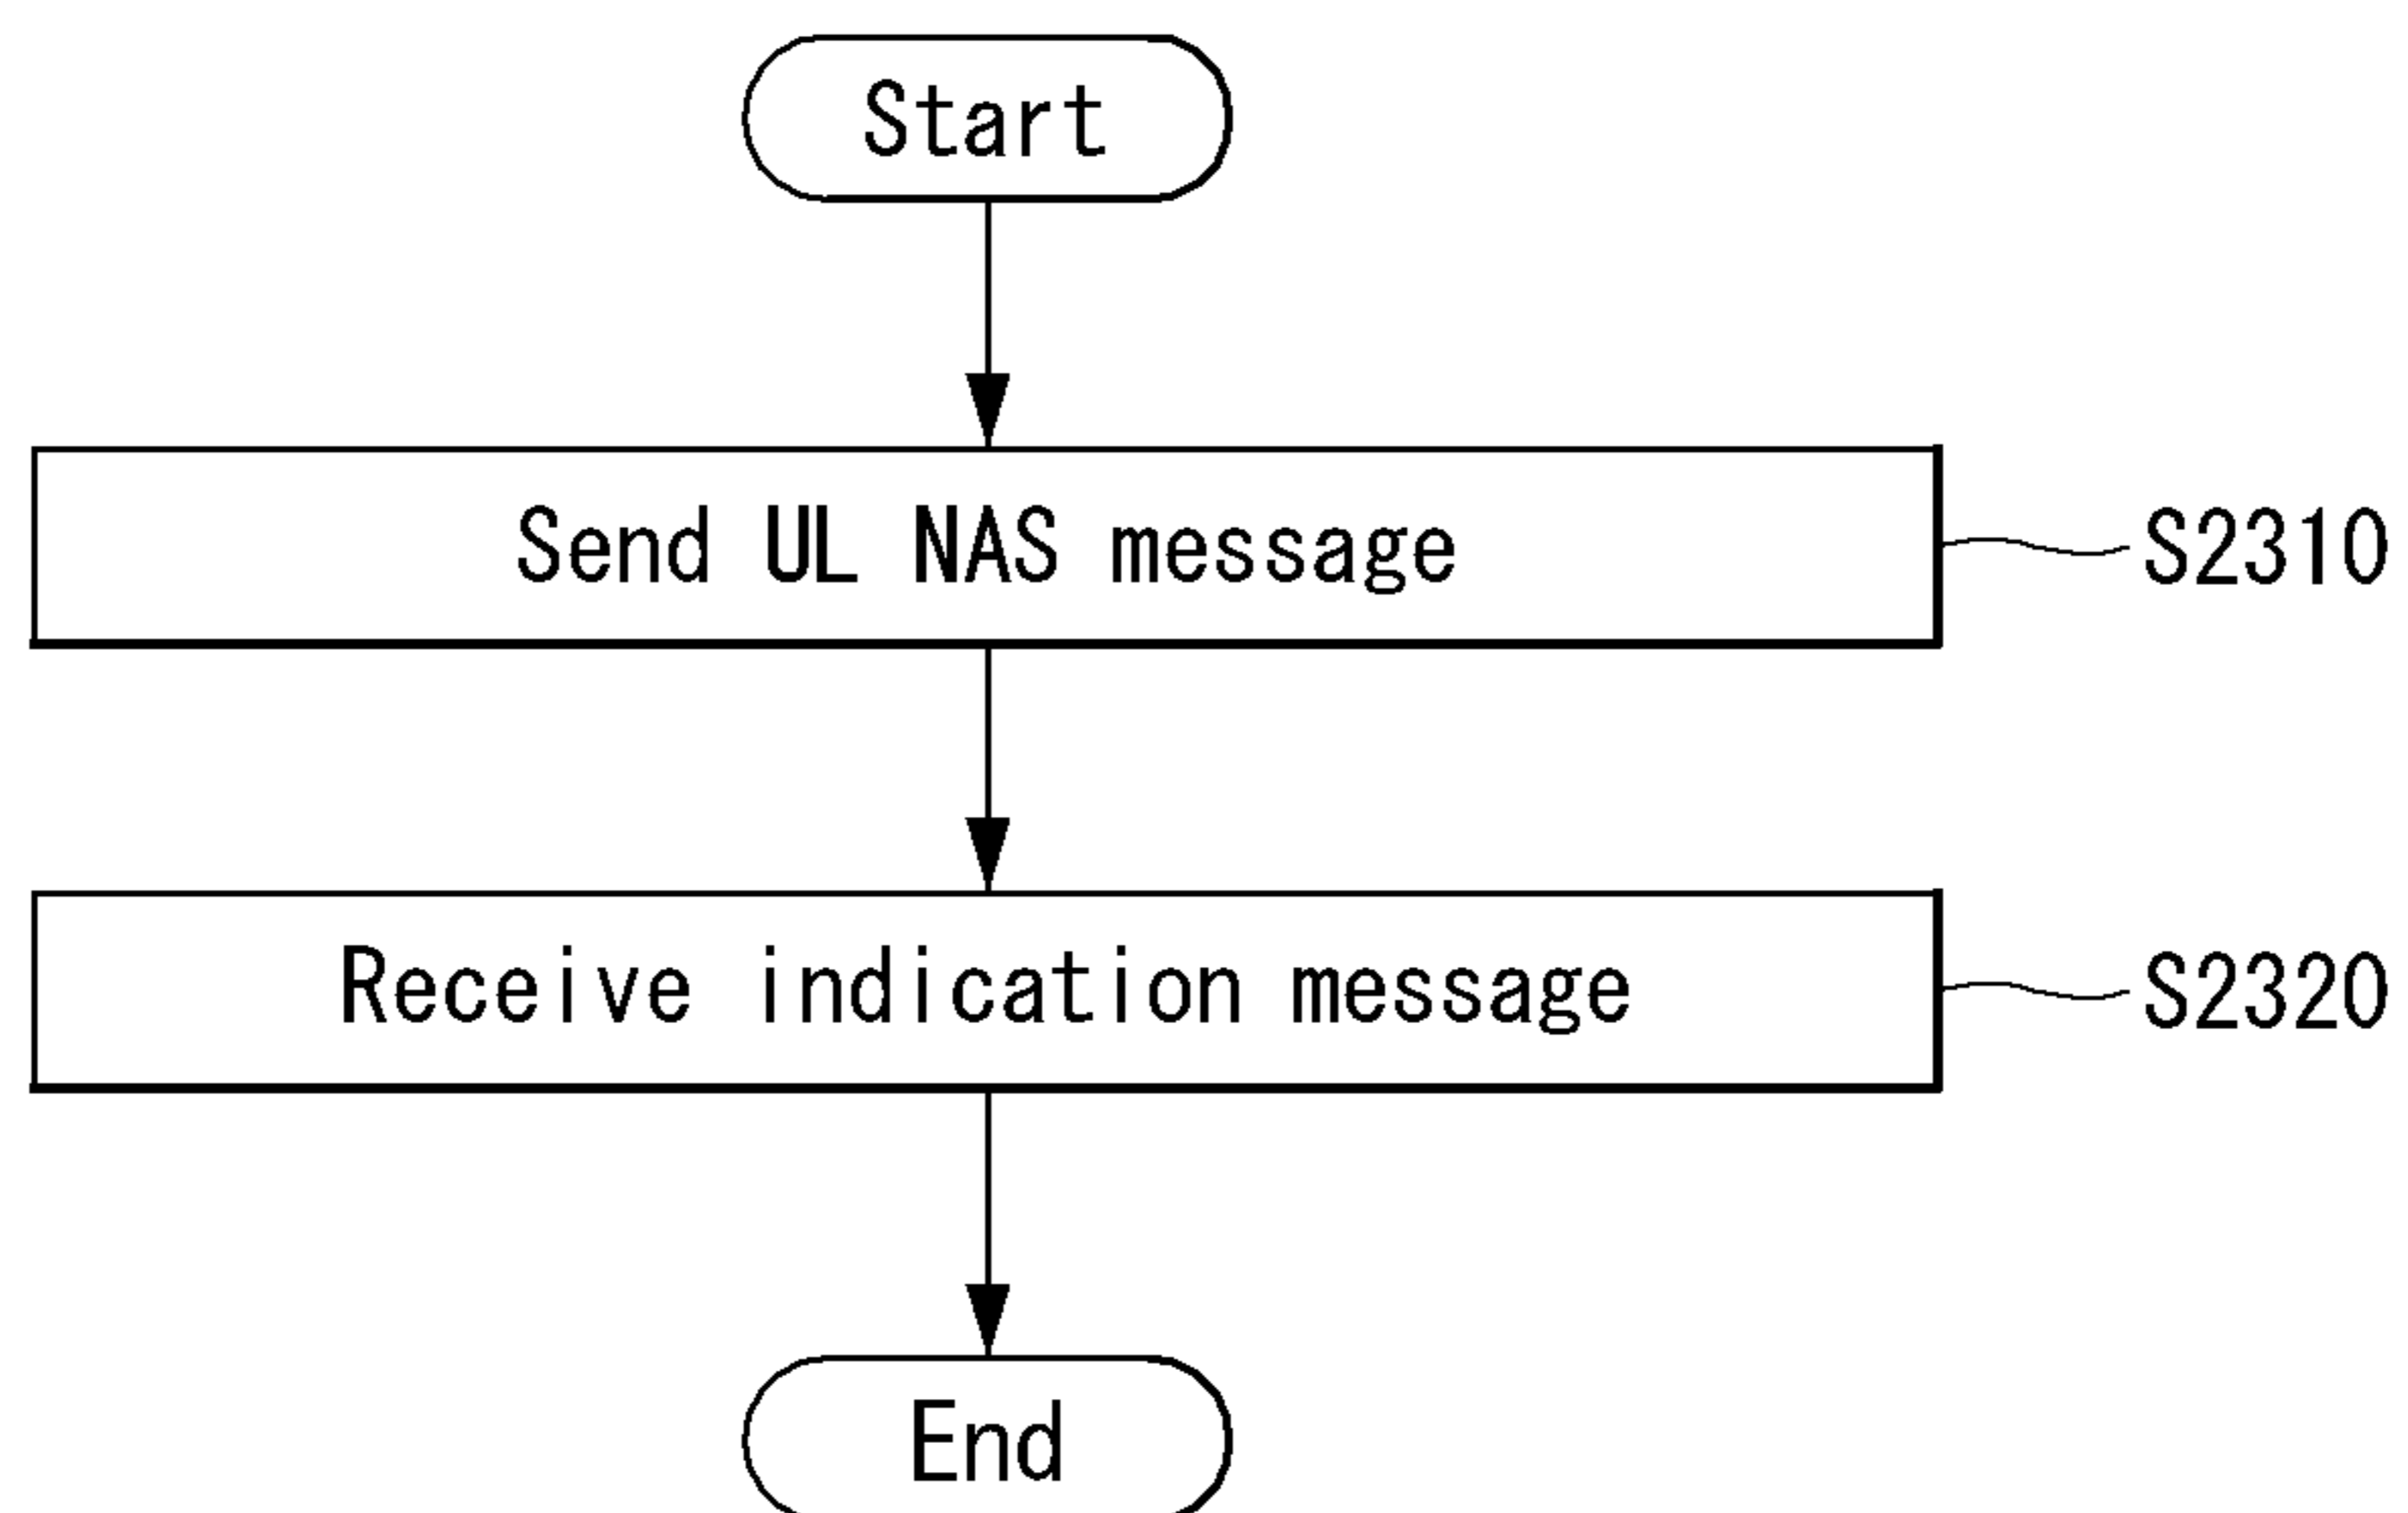 Start
Send UL NAS message
S2310
Receive indication message
S2320
End